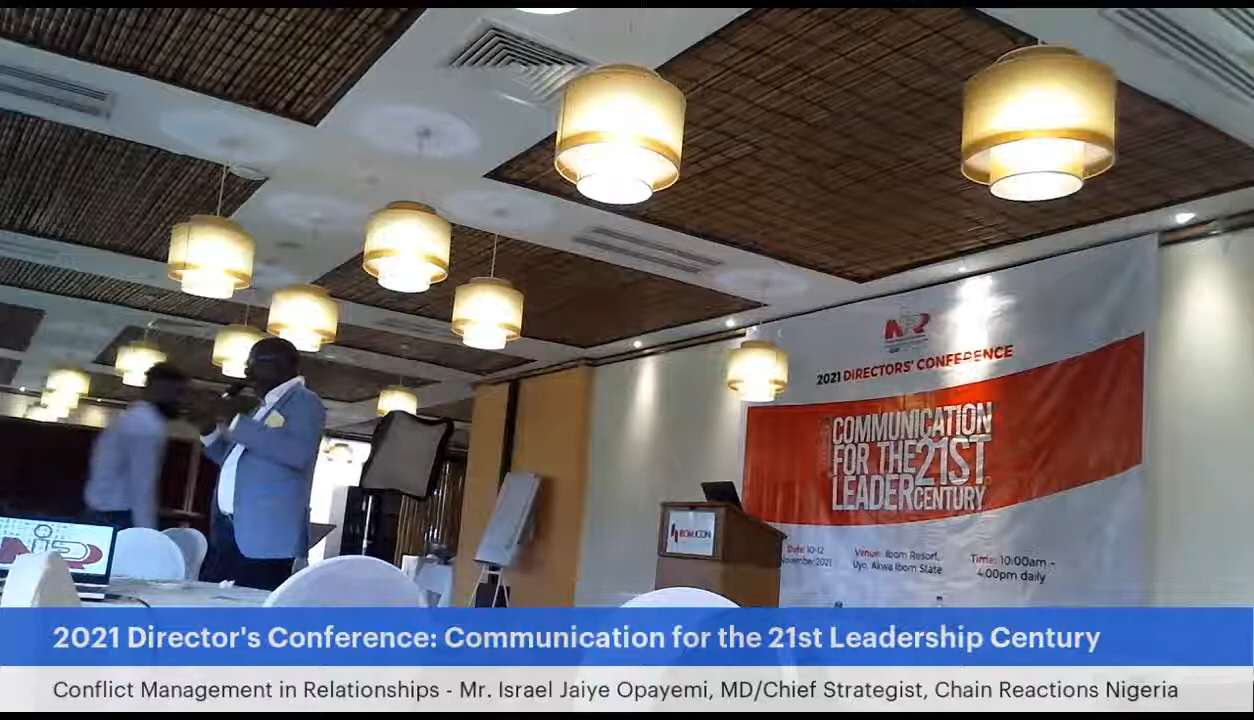 NIPR
2021 DIRECTORS' CONFERENCE
COMMUNICATION
FOR THE 21ST
LEADER CENTURY
IBOM ICON
Date: 10-12
November 2021
Venue: Ibom Resort,
Uyo, Akwa Ibom State
Time: 10:00am -
4:00pm daily
2021 Director's Conference: Communication for the 21st Leadership Century
Conflict Management in Relationships - Mr. Israel Jaiye Opayemi, MD/Chief Strategist, Chain Reactions Nigeria